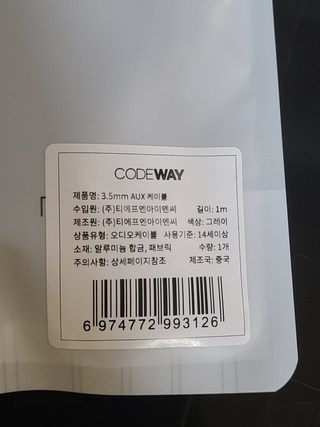 CODEWAY
제품명: 3.5mm AUX 케이블
수입원: (주)티에프엔아이엔씨 길이: 1m
제조원: (주)티에프엔아이엔씨 색상: 그레이
상품유형: 오디오케이블 사용기준: 14세이상
소재: 알루미늄 합금, 패브릭 수량: 1개
주의사항: 상세페이지참조 제조국: 중국
6 974772 993126